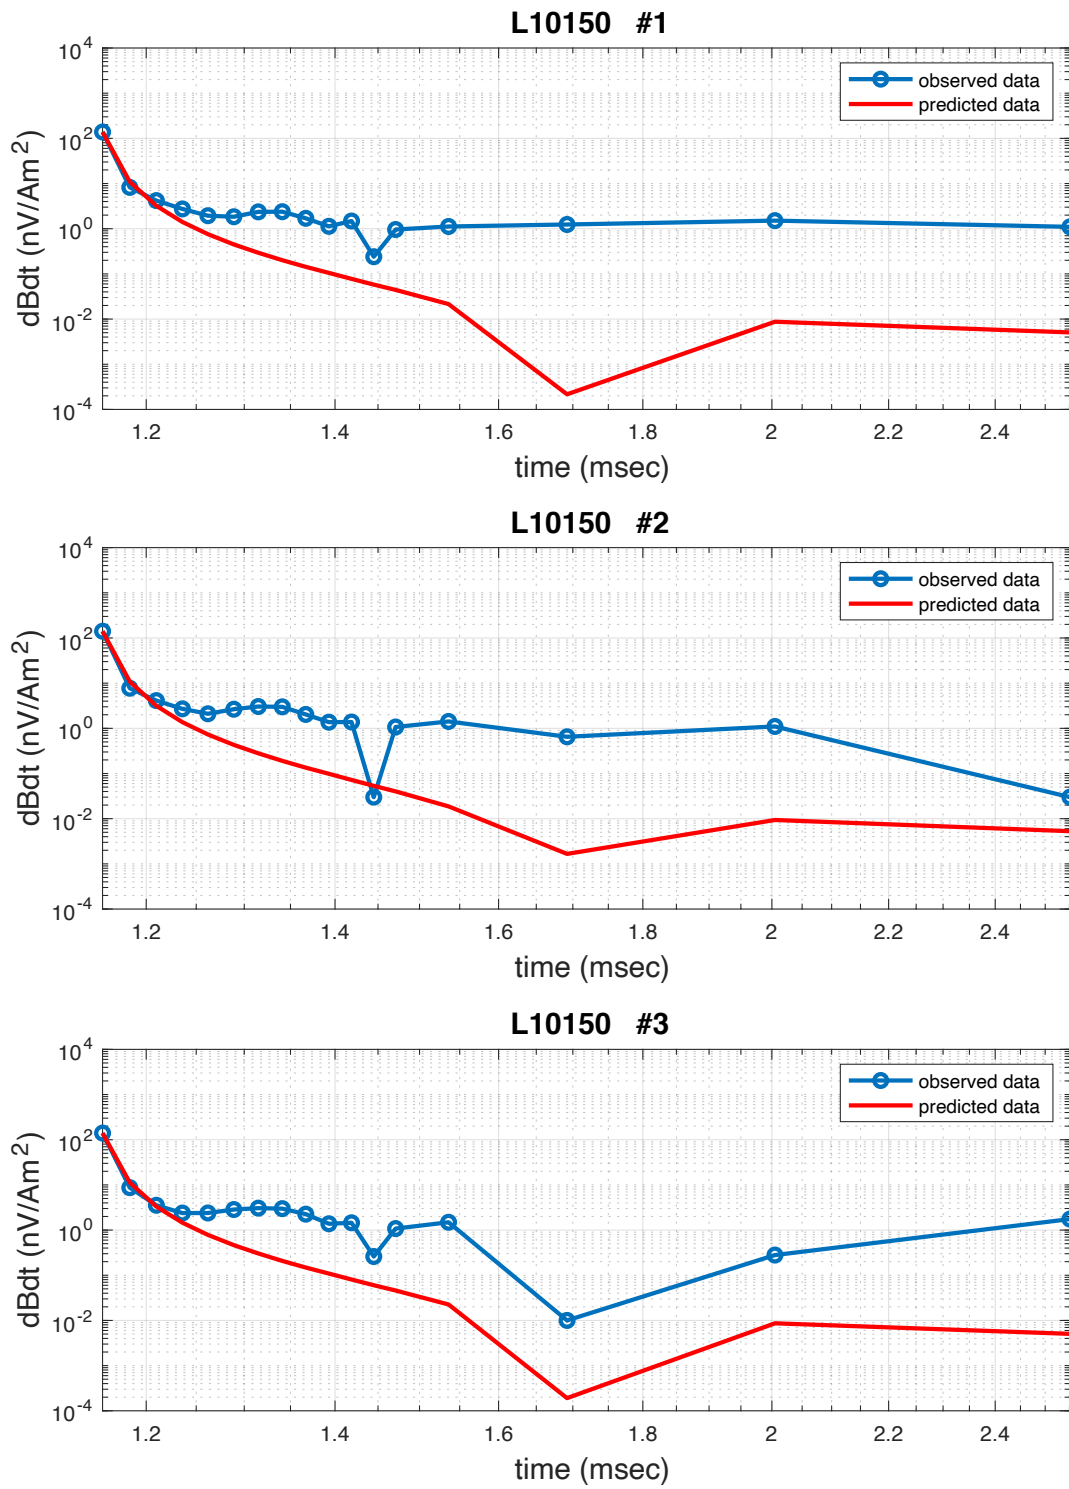 L10150 #1
10^4
10^2
10^0
10^-2
10^-4
dBdt (nV/Am^2)
observed data
predicted data
1.2 1.4 1.6 1.8 2 2.2 2.4
time (msec)
L10150 #2
10^4
10^2
10^0
10^-2
10^-4
dBdt (nV/Am^2)
observed data
predicted data
1.2 1.4 1.6 1.8 2 2.2 2.4
time (msec)
L10150 #3
10^4
10^2
10^0
10^-2
10^-4
dBdt (nV/Am^2)
observed data
predicted data
1.2 1.4 1.6 1.8 2 2.2 2.4
time (msec)